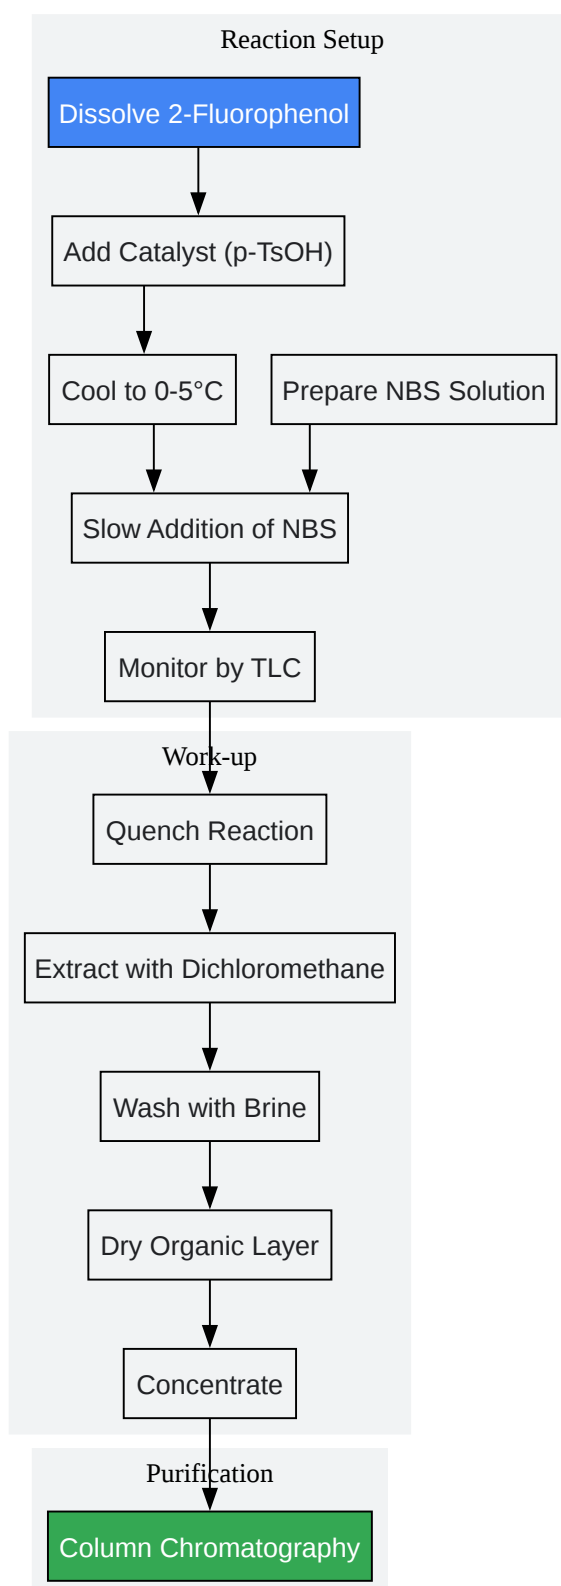 Reaction Setup
Dissolve 2-Fluorophenol
Add Catalyst (p-TsOH)
Cool to 0-5°C
Prepare NBS Solution
Slow Addition of NBS
Monitor by TLC
Work-up
Quench Reaction
Extract with Dichloromethane
Wash with Brine
Dry Organic Layer
Concentrate
Purification
Column Chromatography